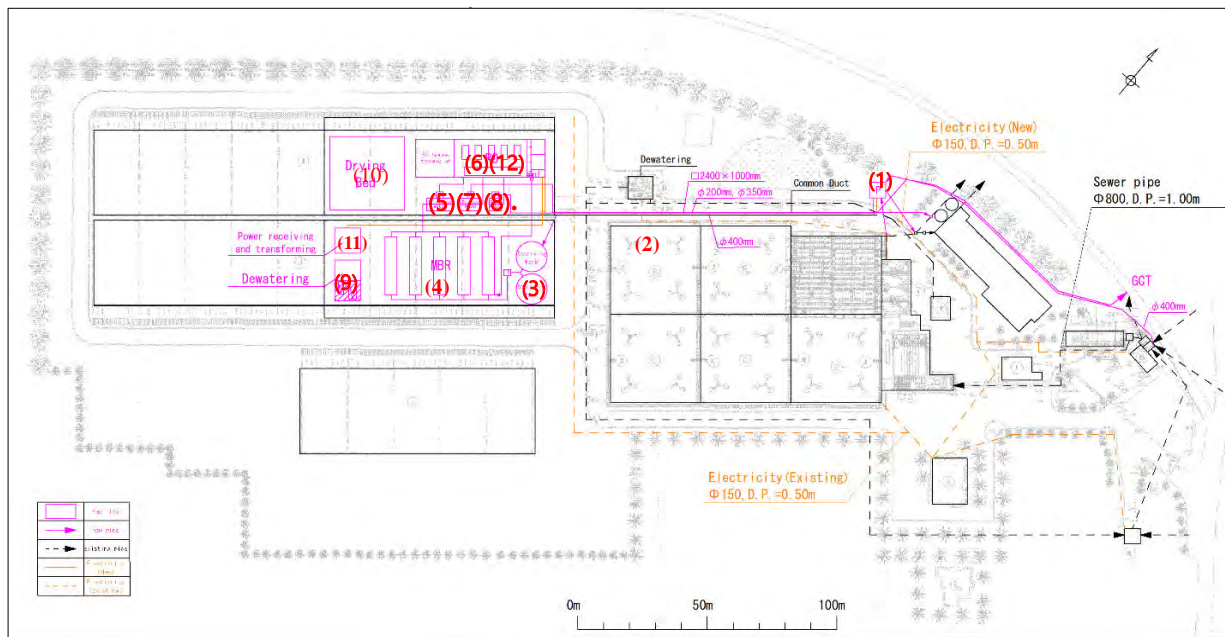 Electricity(New)
Φ150, D.P.=0.50m
Dewatering
(1)
Sewer pipe
Φ800, D.P.=1.00m
□2400×1000mm
Common Duct
φ200mm, φ350mm
(6)(12)
Drying
(10)
Bed
(5)(7)(8).
φ400mm
(2)
Power receiving
and transforming
(11)
MBR
Dewatering
(9)
(4)
(3)
GCT
φ400mm
Electricity(Existing)
Φ150, D.P.=0.50m
0m
50m
100m